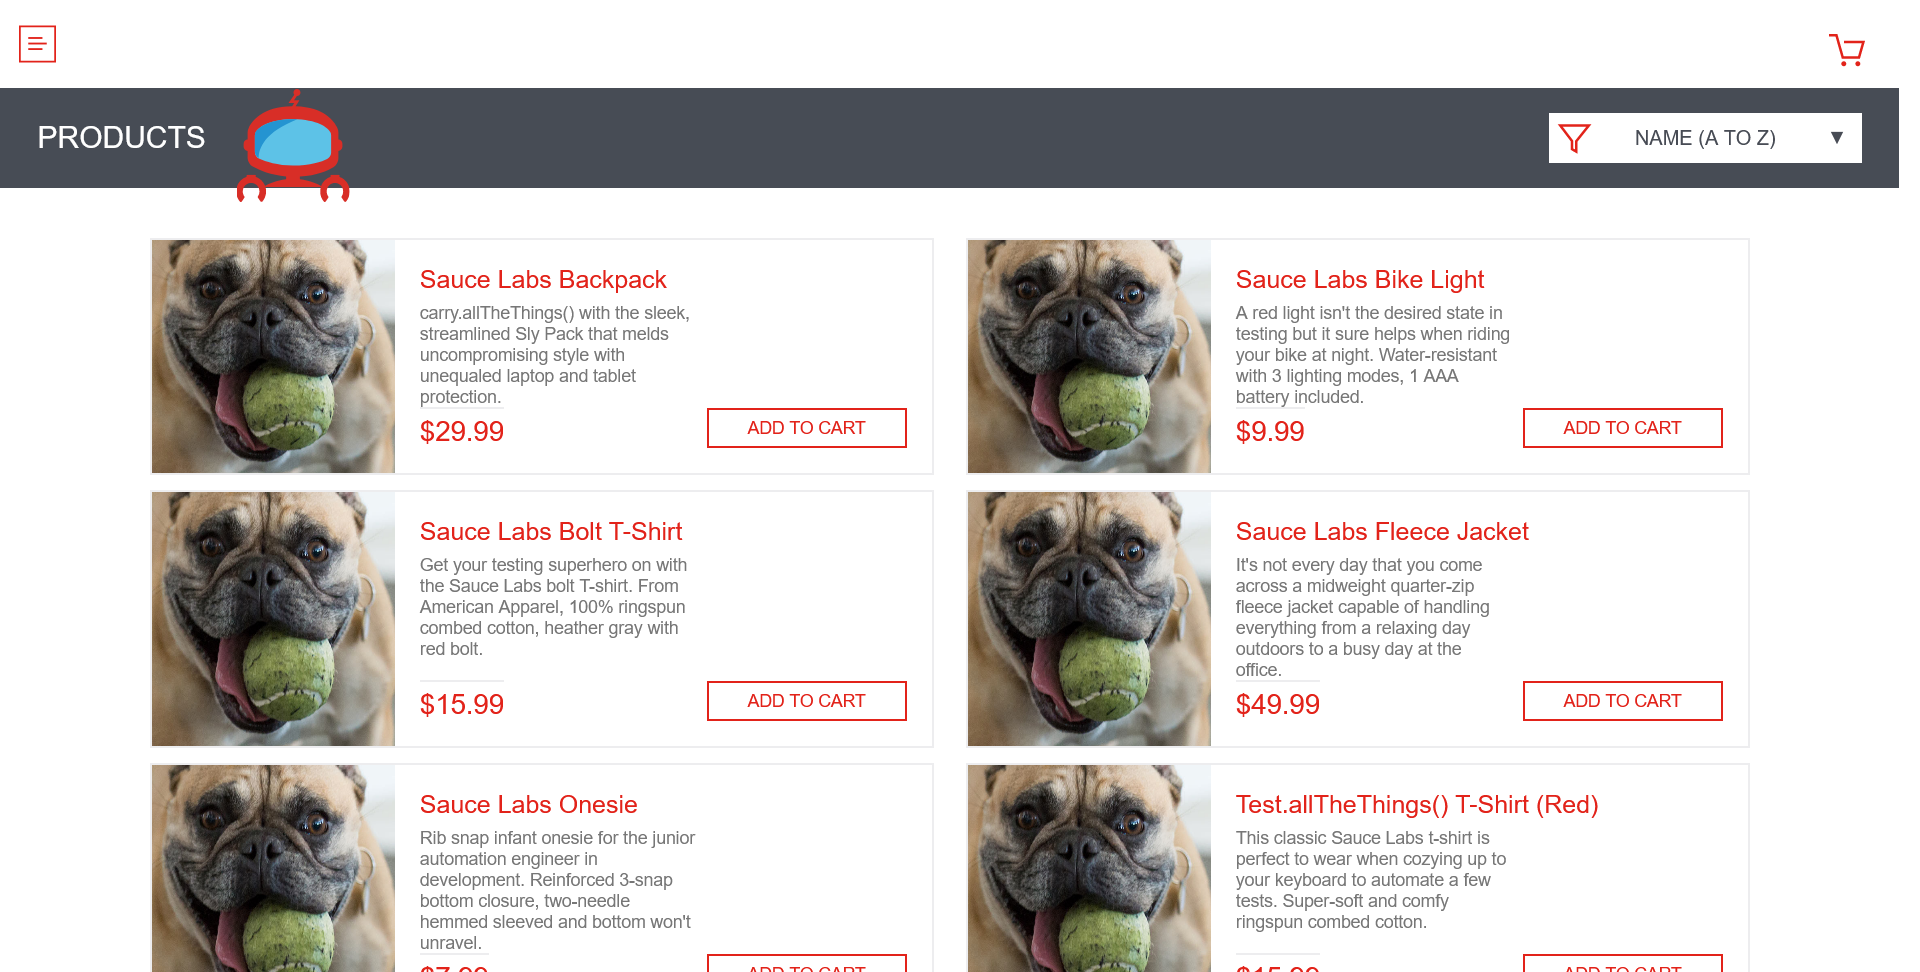 PRODUCTS
NAME (A TO Z)
Sauce Labs Backpack
carry.allTheThings() with the sleek,
streamlined Sly Pack that melds
uncompromising style with
unequaled laptop and tablet
protection.
$29.99
ADD TO CART
Sauce Labs Bike Light
A red light isn't the desired state in
testing but it sure helps when riding
your bike at night. Water-resistant
with 3 lighting modes, 1 AAA
battery included.
$9.99
ADD TO CART
Sauce Labs Bolt T-Shirt
Get your testing superhero on with
the Sauce Labs bolt T-shirt. From
American Apparel, 100% ringspun
combed cotton, heather gray with
red bolt.
$15.99
ADD TO CART
Sauce Labs Fleece Jacket
It's not every day that you come
across a midweight quarter-zip
fleece jacket capable of handling
everything from a relaxing day
outdoors to a busy day at the
office.
$49.99
ADD TO CART
Sauce Labs Onesie
Rib snap infant onesie for the junior
automation engineer in
development. Reinforced 3-snap
bottom closure, two-needle
hemmed sleeved and bottom won't
unravel.
$7.99
ADD TO CART
Test.allTheThings() T-Shirt (Red)
This classic Sauce Labs t-shirt is
perfect to wear when cozying up to
your keyboard to automate a few
tests. Super-soft and comfy
ringspun combed cotton.
$15.99
ADD TO CART